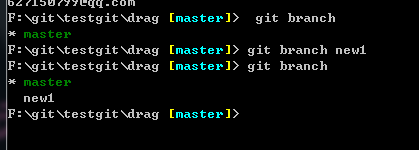 627150799@qq.com
F:\git\testgit\drag [master]>  git branch
* master
F:\git\testgit\drag [master]> git branch new1
F:\git\testgit\drag [master]> git branch
* master
  new1
F:\git\testgit\drag [master]>